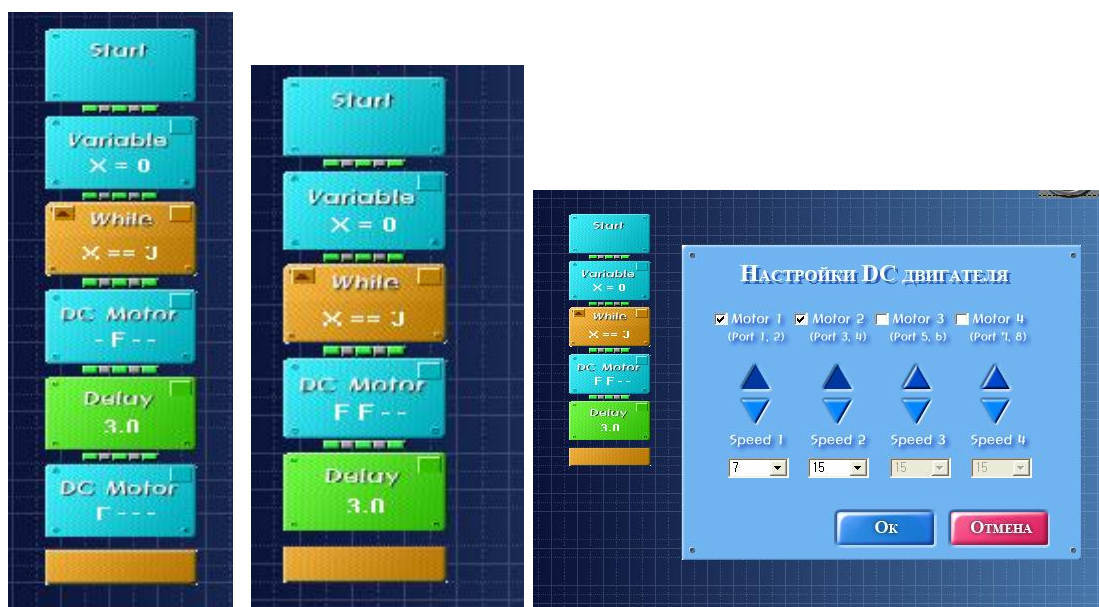 Start
Variable
X = 0
While
X == J
DC Motor
- F - -
Delay
3.0
DC Motor
F - - -
Start
Variable
X = 0
While
X == J
DC Motor
F F - -
Delay
3.0
Start
Variable
X = 0
While
X == J
DC Motor
F F - -
Delay
3.0
НАСТРОЙКИ DC ДВИГАТЕЛЯ
Motor 1 Motor 2 Motor 3 Motor 4
(Port 1, 2) (Port 3, 4) (Port 5, 6) (Port 7, 8)
Speed 1 Speed 2 Speed 3 Speed 4
7 15 15 15
ОК ОТМЕНА